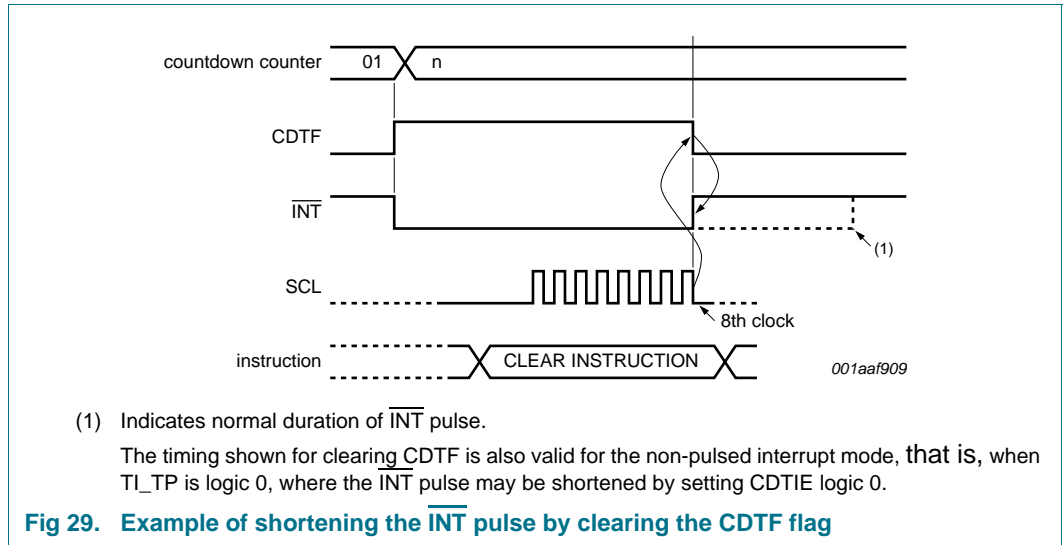 countdown counter 01 n
CDTF
INT
(1)
SCL
8th clock
instruction CLEAR INSTRUCTION
001aaf909
(1) Indicates normal duration of INT pulse.
The timing shown for clearing CDTF is also valid for the non-pulsed interrupt mode, that is, when
TI_TP is logic 0, where the INT pulse may be shortened by setting CDTIE logic 0.
Fig 29. Example of shortening the INT pulse by clearing the CDTF flag